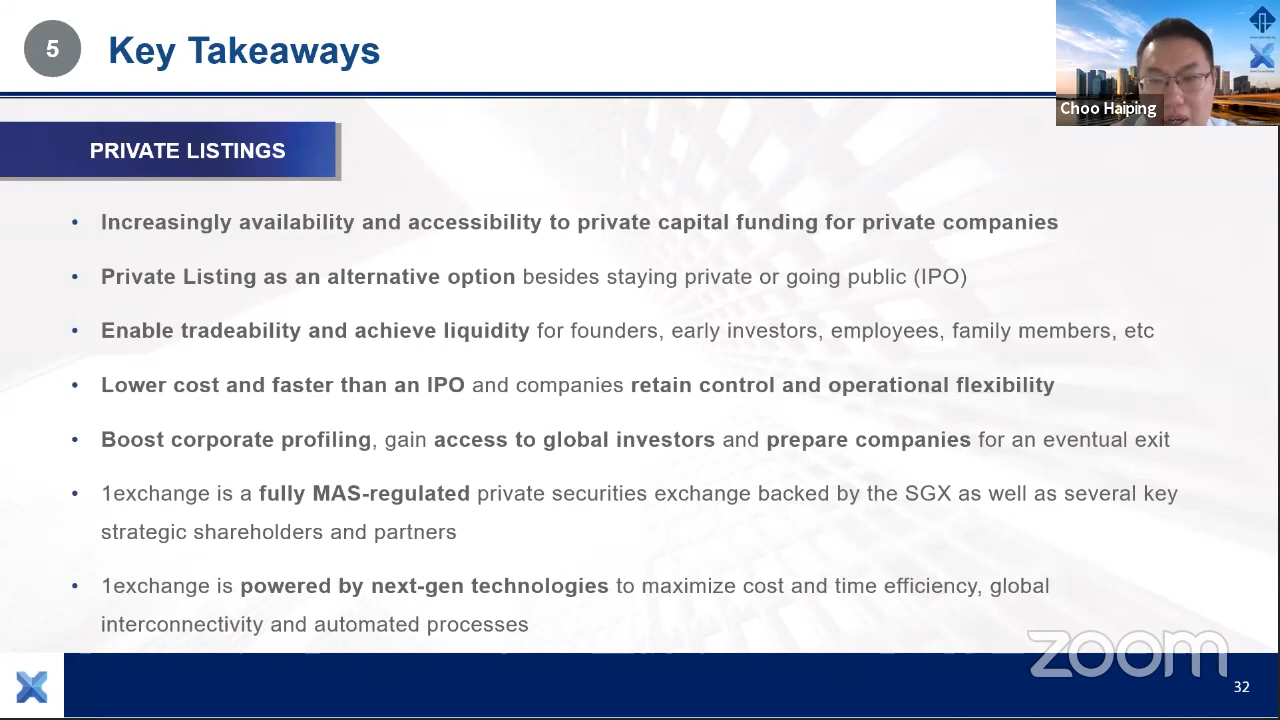 5
Key Takeaways
Choo Haiping
PRIVATE LISTINGS
• Increasingly availability and accessibility to private capital funding for private companies
• Private Listing as an alternative option besides staying private or going public (IPO)
• Enable tradeability and achieve liquidity for founders, early investors, employees, family members, etc
• Lower cost and faster than an IPO and companies retain control and operational flexibility
• Boost corporate profiling, gain access to global investors and prepare companies for an eventual exit
• 1exchange is a fully MAS-regulated private securities exchange backed by the SGX as well as several key
strategic shareholders and partners
• 1exchange is powered by next-gen technologies to maximize cost and time efficiency, global
interconnectivity and automated processes
zoom
32